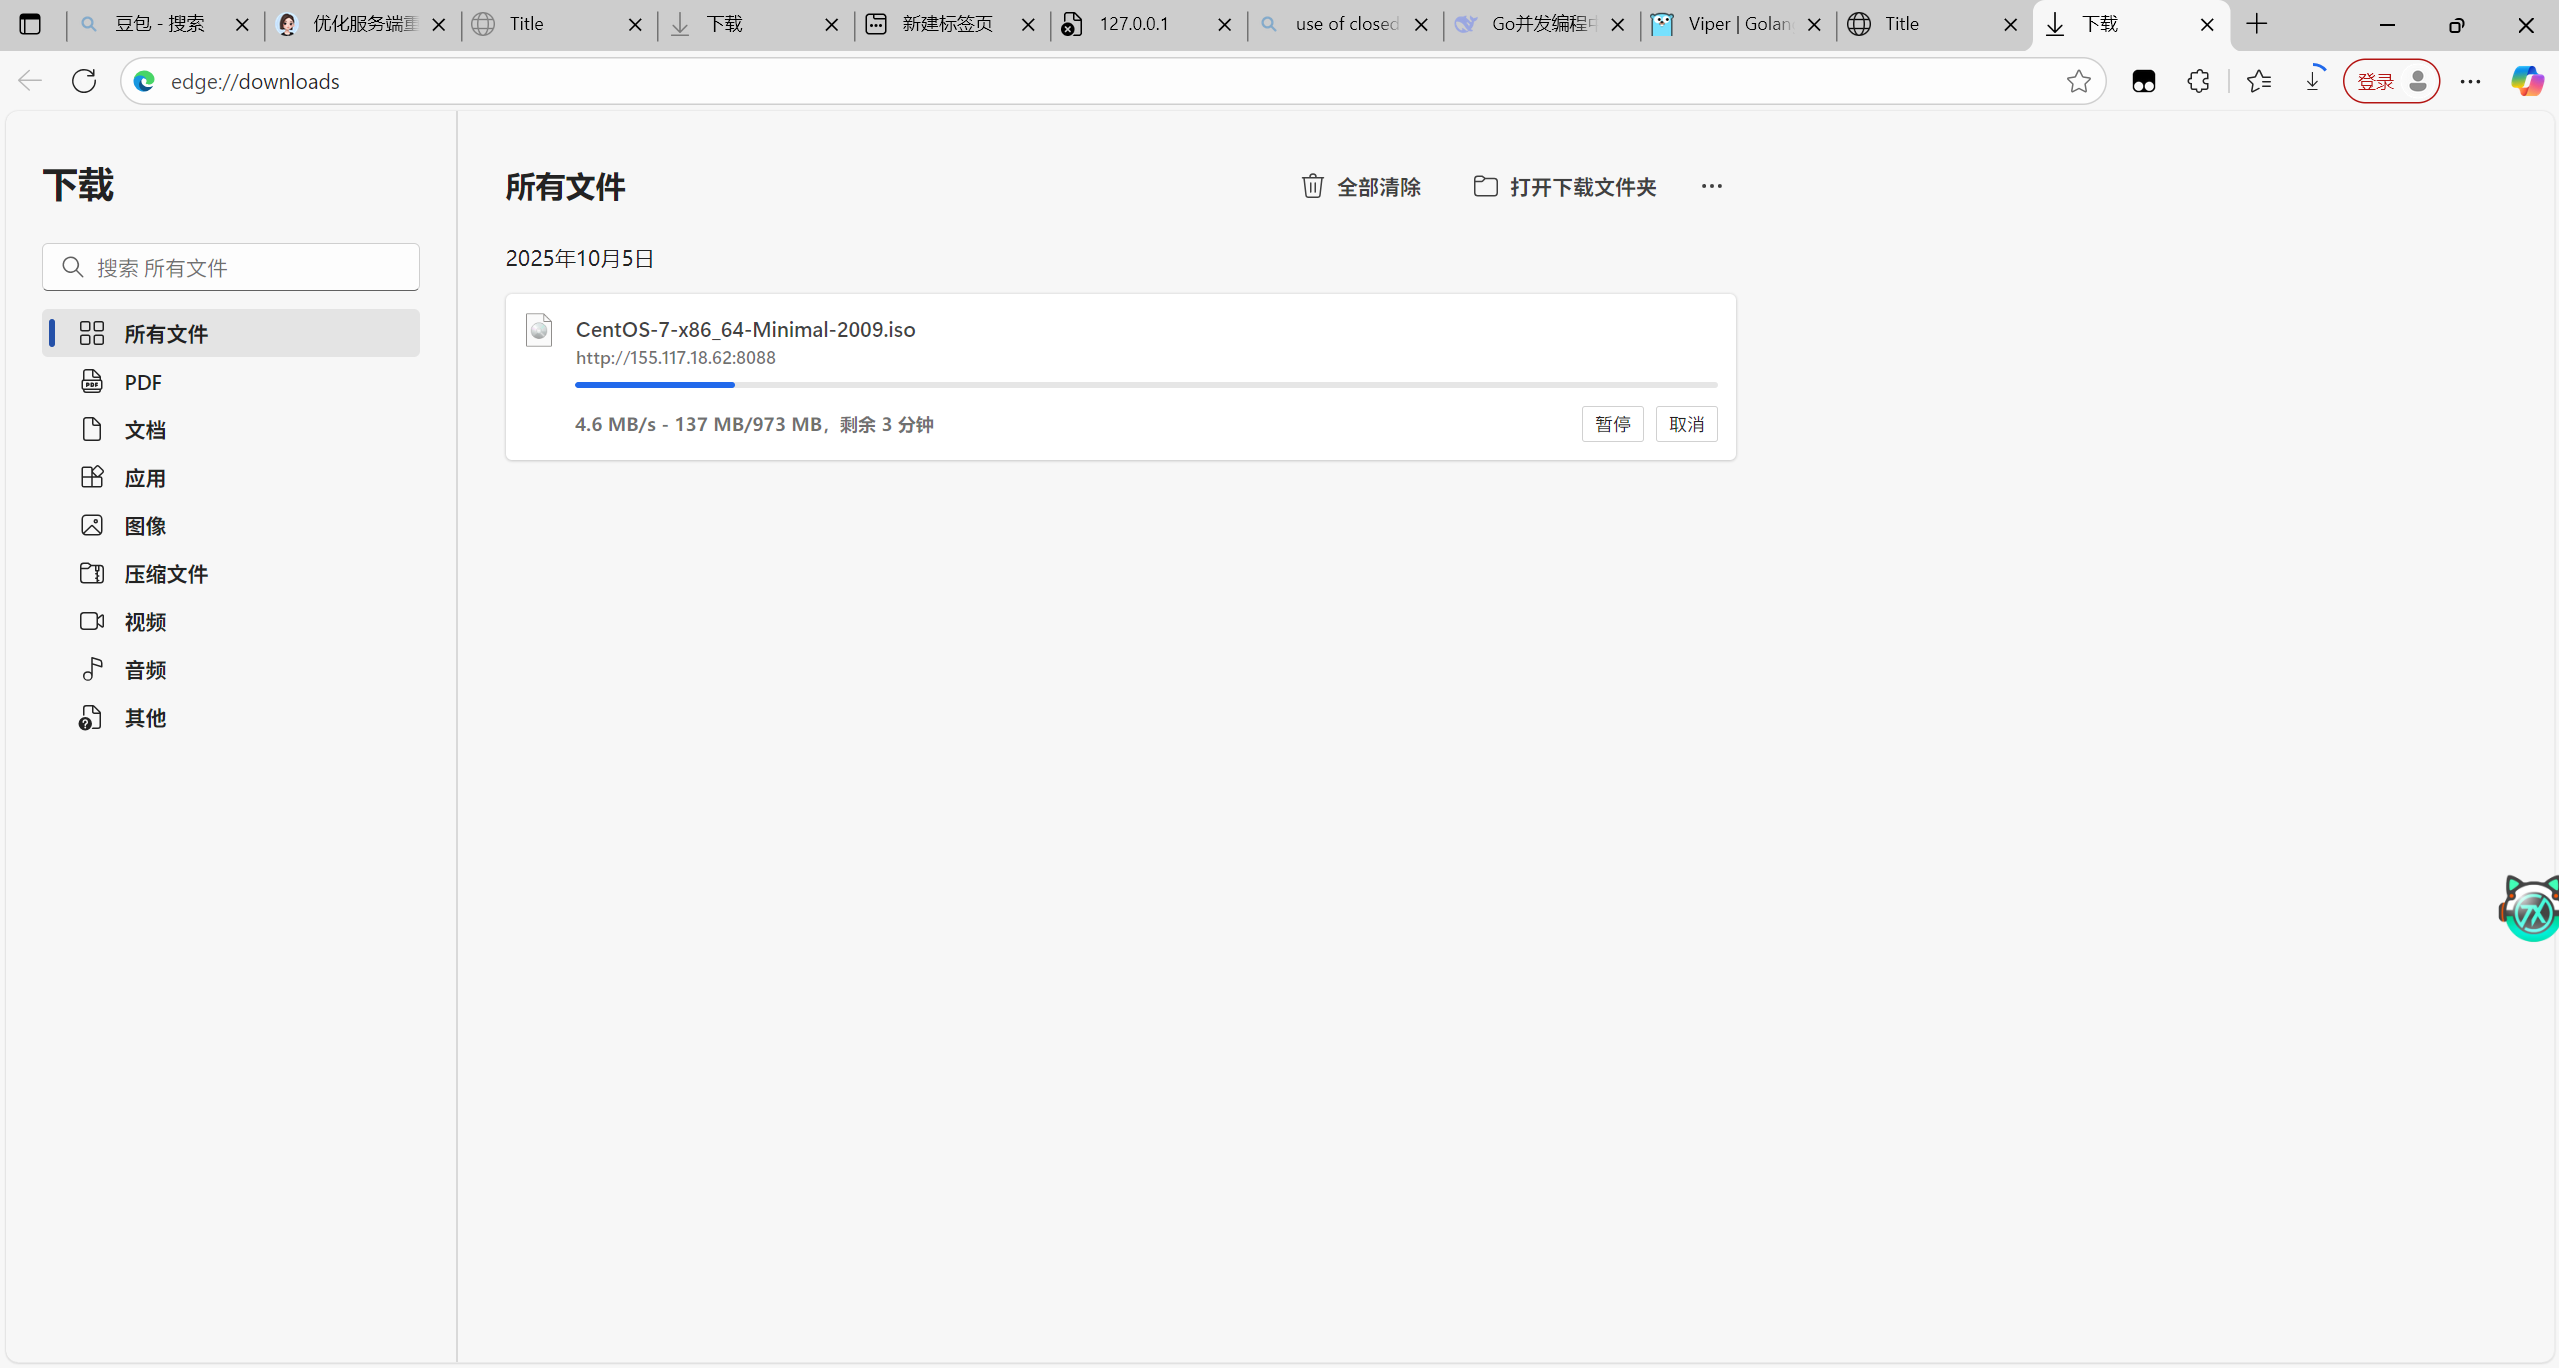 豆包 - 搜索
优化服务端重
Title
下载
新建标签页
127.0.0.1
use of closed
Go并发编程中
Viper | Golang
Title
下载
edge://downloads
登录
下载
搜索 所有文件
所有文件
PDF
文档
应用
图像
压缩文件
视频
音频
其他
所有文件
全部清除
打开下载文件夹
2025年10月5日
CentOS-7-x86_64-Minimal-2009.iso
http://155.117.18.62:8088
4.6 MB/s - 137 MB/973 MB，剩余 3 分钟
暂停
取消